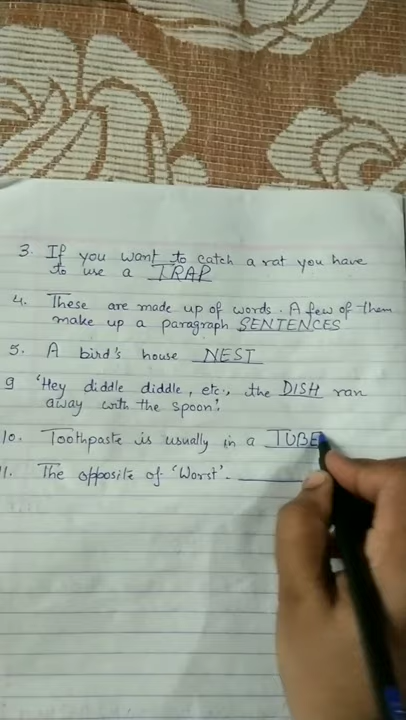 3. If you want to catch a rat you have
to use a TRAP
4. These are made up of words. A few of them
make up a paragraph SENTENCES
5. A bird's house NEST
9 'Hey diddle diddle, etc., the DISH ran
away with the spoon!
10. Toothpaste is usually in a TUBE
11. The opposite of 'Worst'.